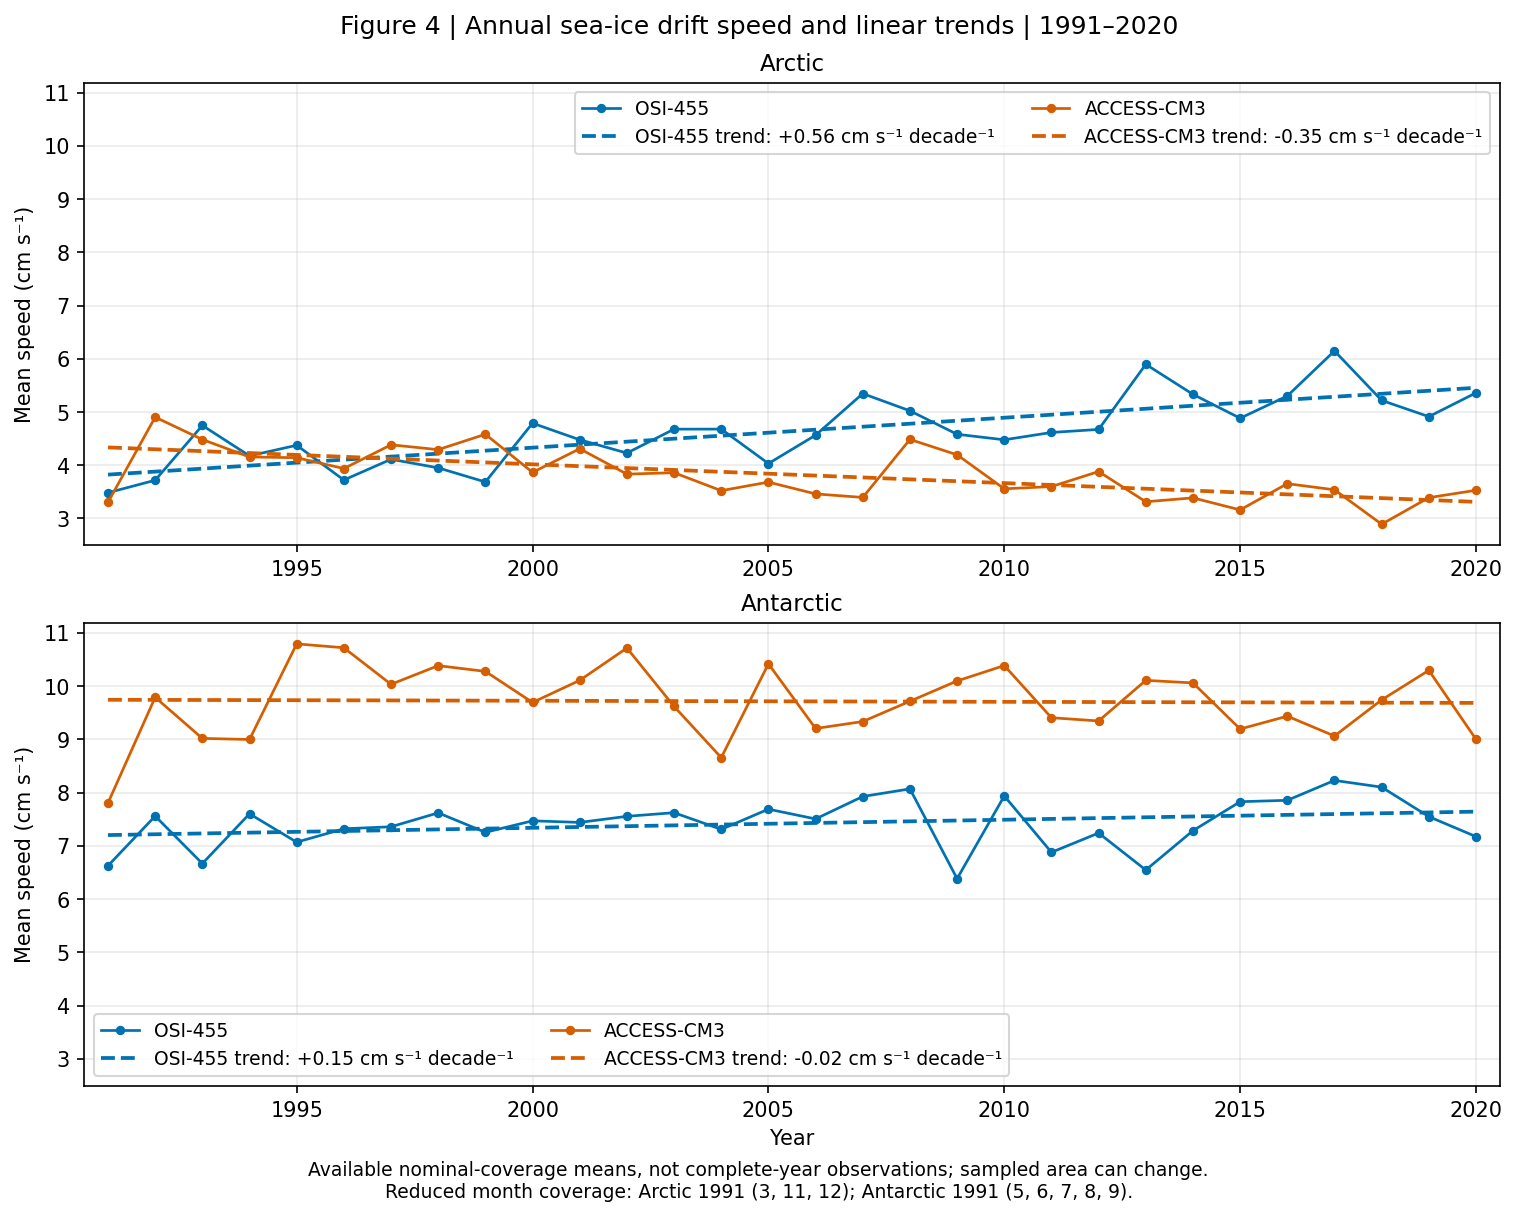 Figure 4 | Annual sea-ice drift speed and linear trends | 1991–2020
Arctic
Mean speed (cm s⁻¹)
11
10
9
8
7
6
5
4
3
OSI-455
OSI-455 trend: +0.56 cm s⁻¹ decade⁻¹
ACCESS-CM3
ACCESS-CM3 trend: -0.35 cm s⁻¹ decade⁻¹
1995
2000
2005
2010
2015
2020
Antarctic
Mean speed (cm s⁻¹)
11
10
9
8
7
6
5
4
3
OSI-455
OSI-455 trend: +0.15 cm s⁻¹ decade⁻¹
ACCESS-CM3
ACCESS-CM3 trend: -0.02 cm s⁻¹ decade⁻¹
1995
2000
2005
2010
2015
2020
Year
Available nominal-coverage means, not complete-year observations; sampled area can change.
Reduced month coverage: Arctic 1991 (3, 11, 12); Antarctic 1991 (5, 6, 7, 8, 9).